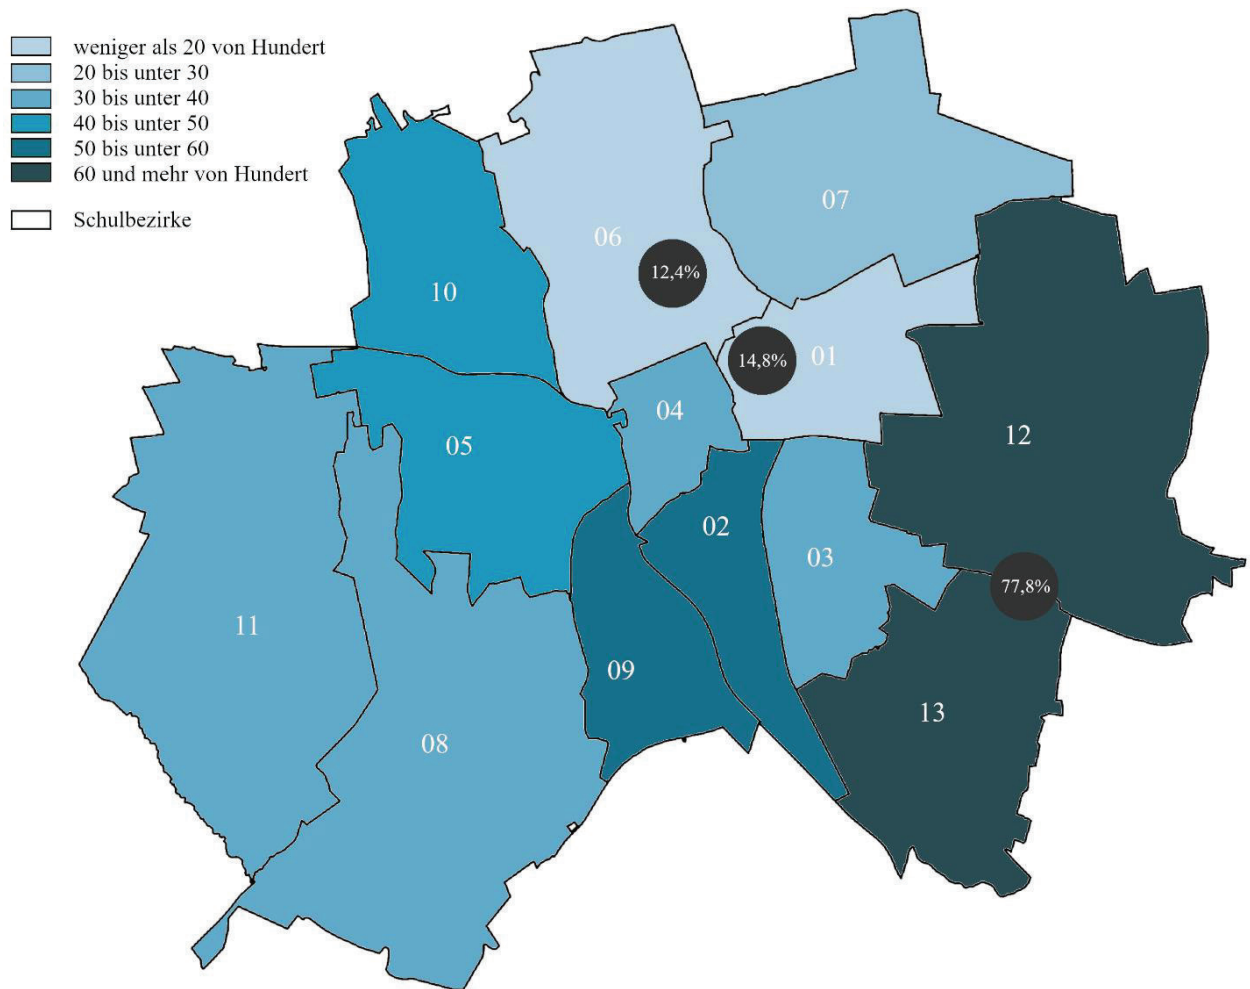 weniger als 20 von Hundert
20 bis unter 30
30 bis unter 40
40 bis unter 50
50 bis unter 60
60 und mehr von Hundert
Schulbezirke
07
06
12,4%
10
14,8%
01
04
12
05
02
03
77,8%
11
09
13
08